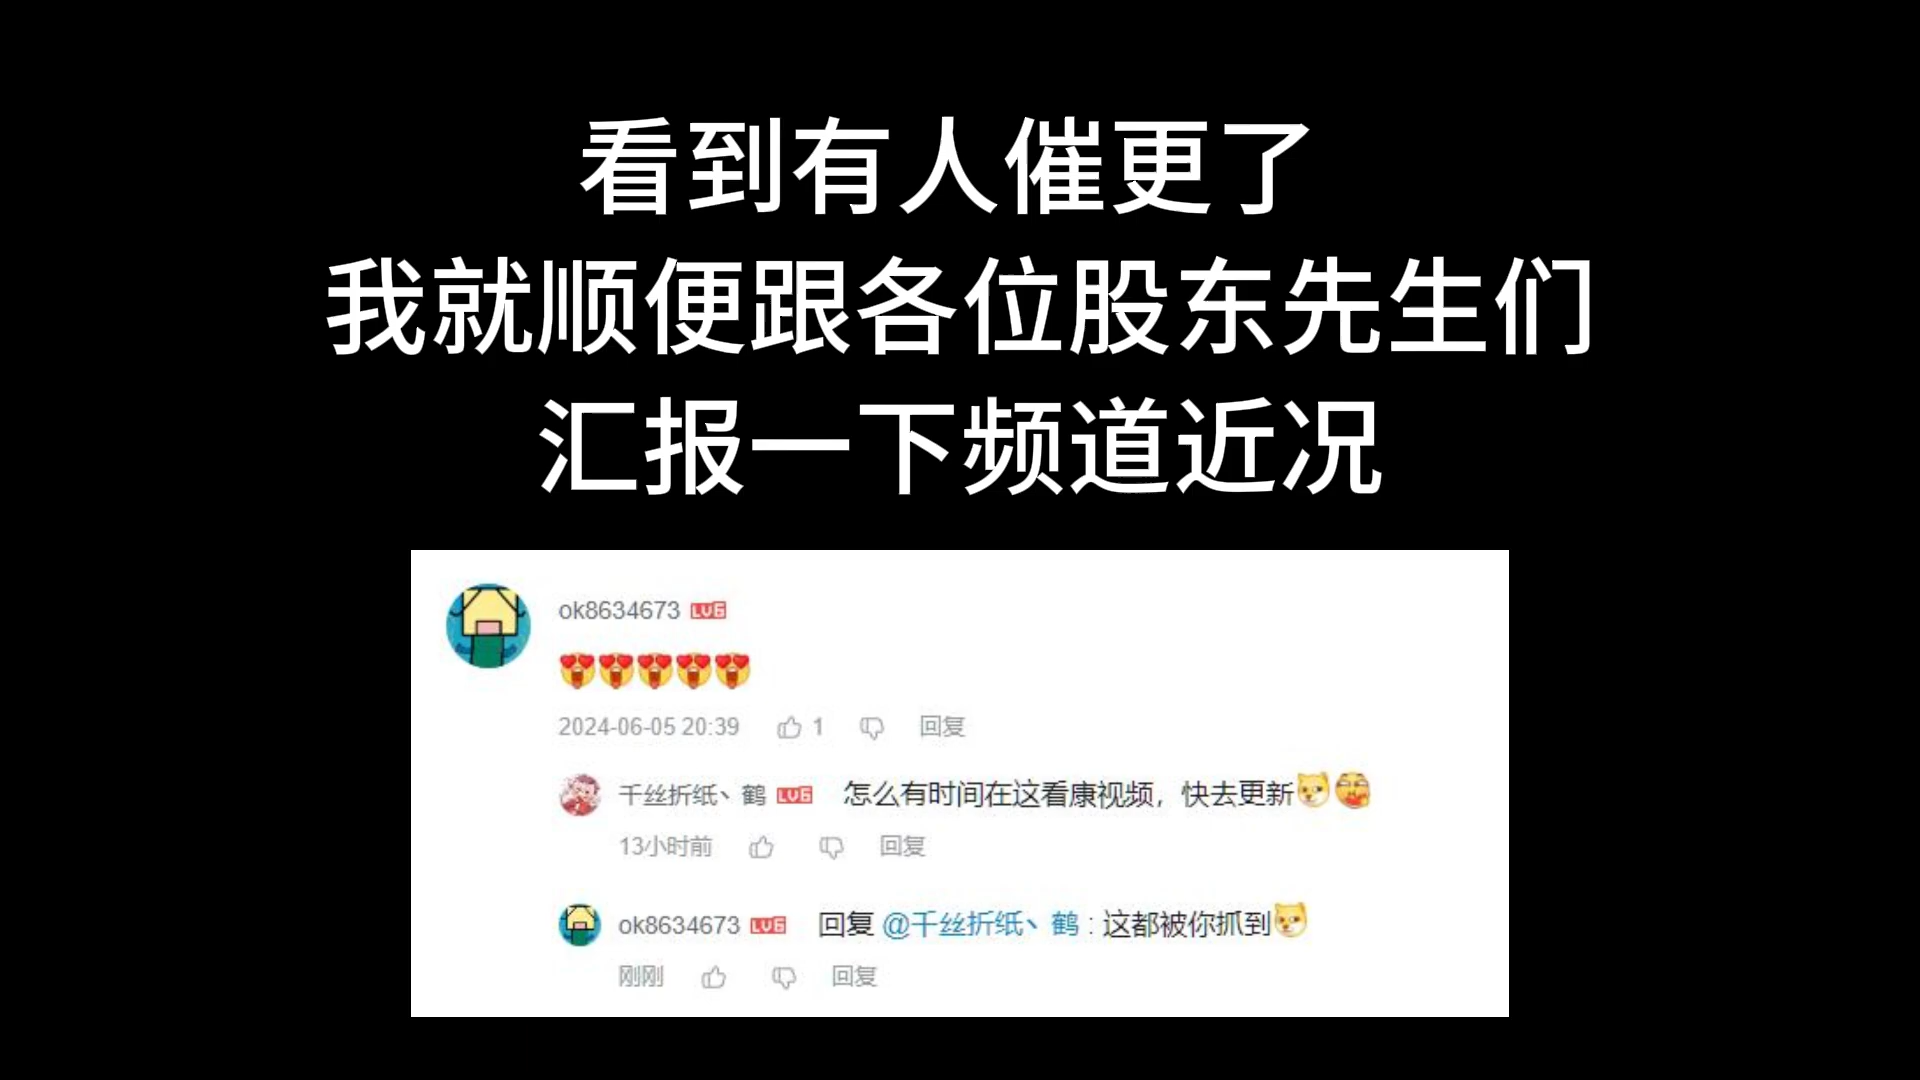 看到有人催更了
我就顺便跟各位股东先生们
汇报一下频道近况
ok8634673 LV6
2024-06-05 20:39 1 回复
千丝折纸丶鹤 LV6 怎么有时间在这看康视频，快去更新
13小时前 回复
ok8634673 LV6 回复 @千丝折纸丶鹤 : 这都被你抓到
刚刚 回复